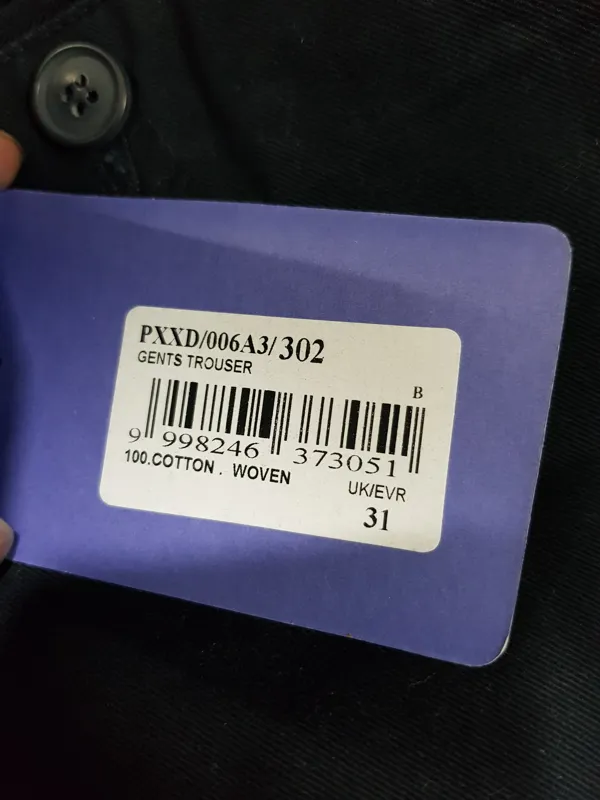 PXXD/006A3/302
GENTS TROUSER
B
9 998246 373051
100.COTTON . WOVEN
UK/EVR
31